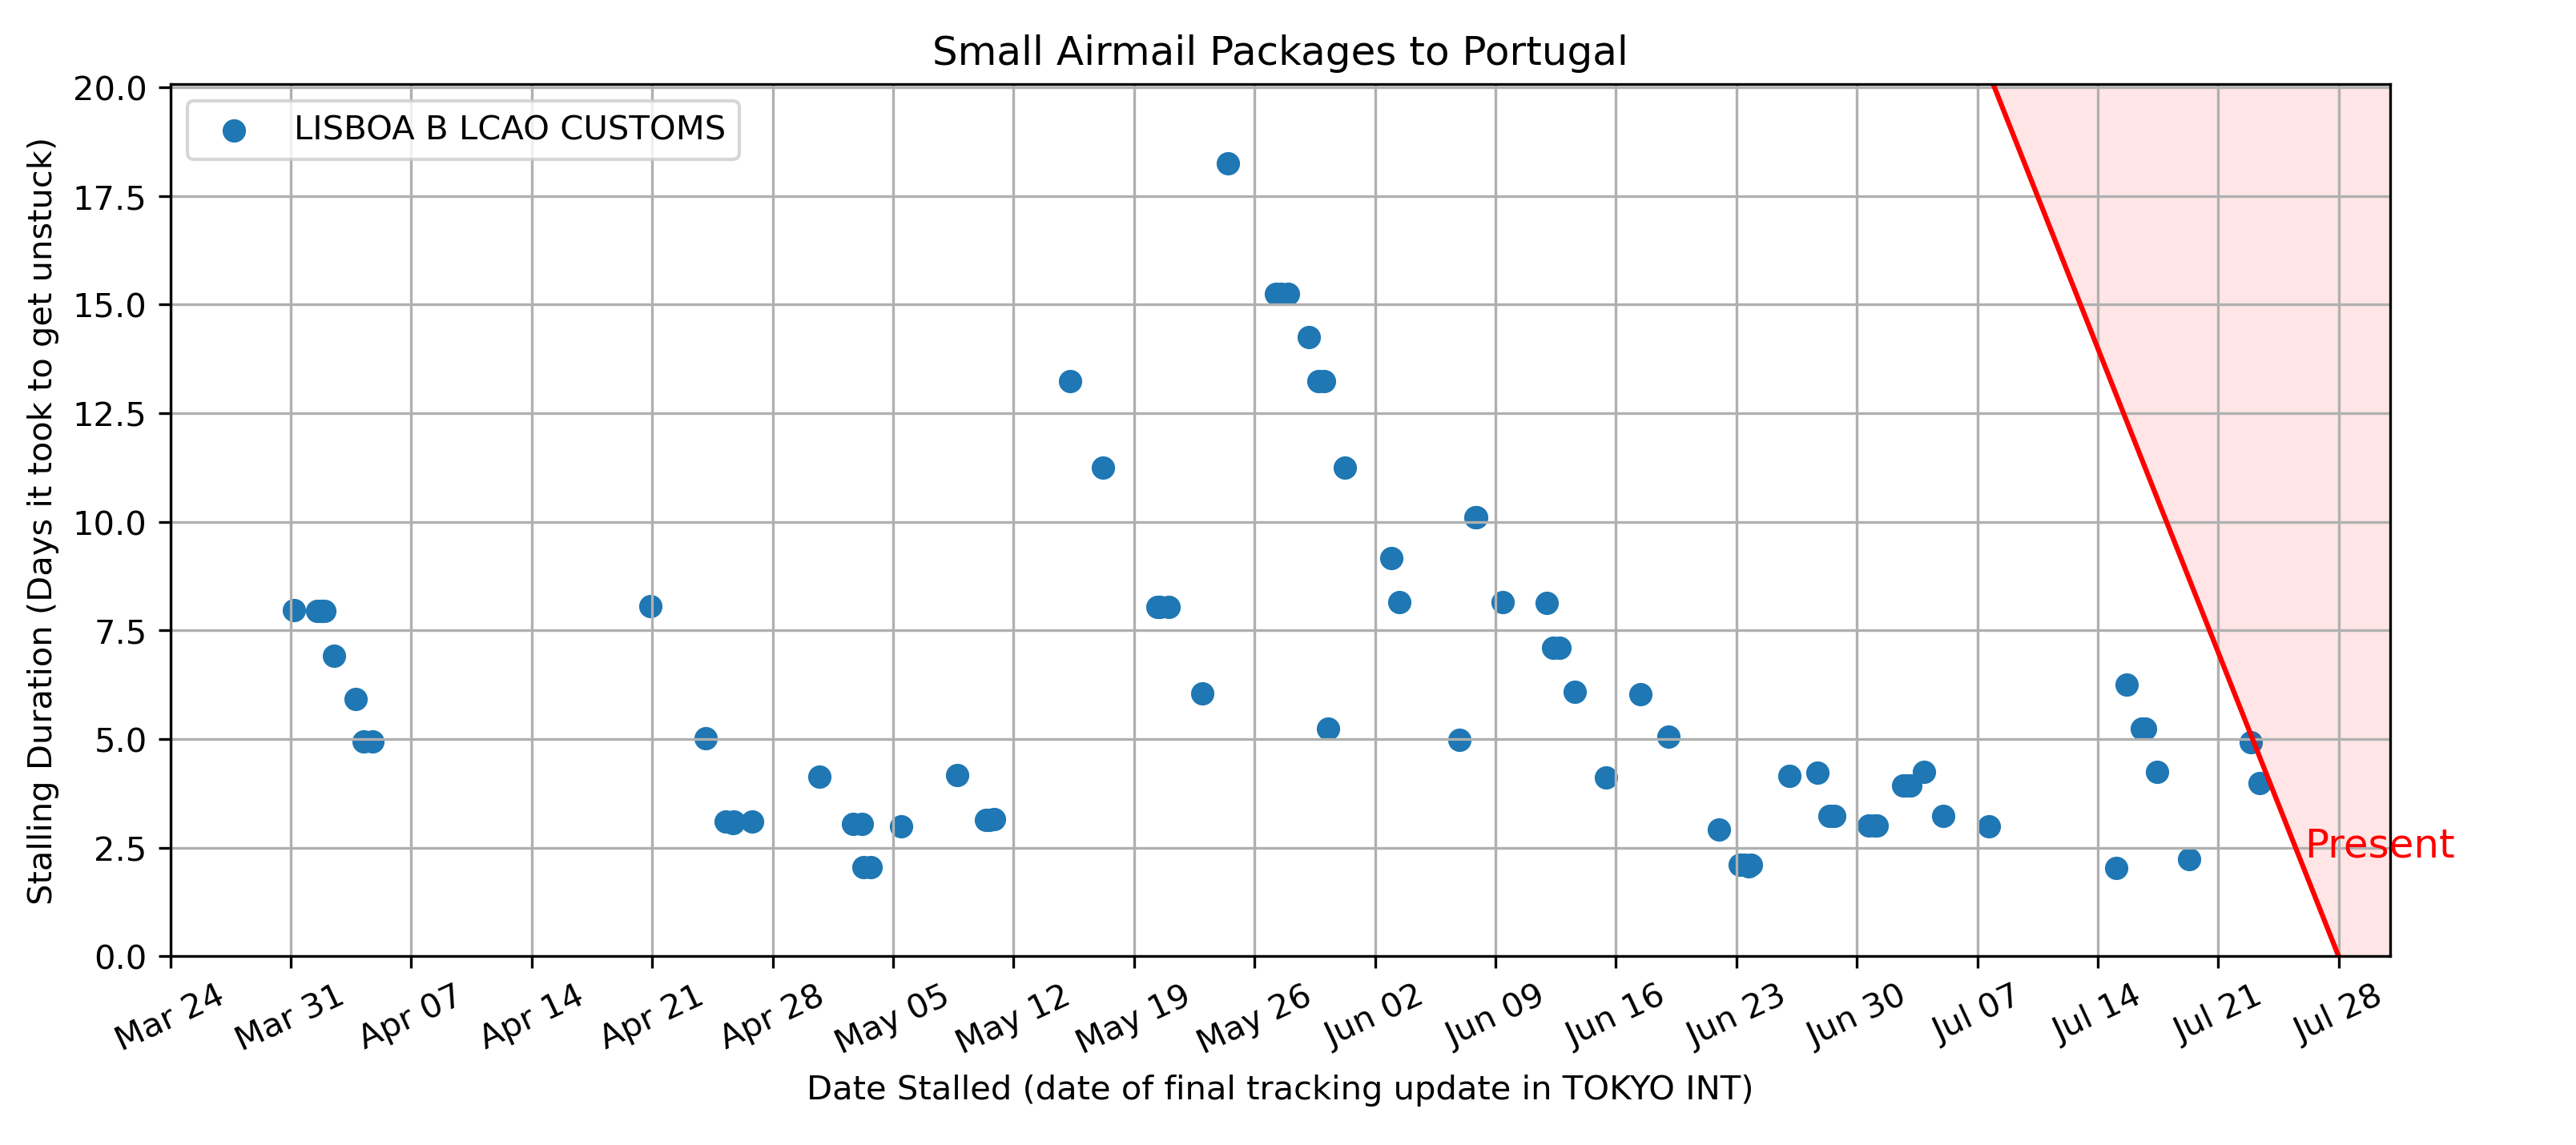 Small Airmail Packages to Portugal
LISBOA B LCAO CUSTOMS
Stalling Duration (Days it took to get unstuck)
20.0
17.5
15.0
12.5
10.0
7.5
5.0
2.5
0.0
Present
Mar 24
Mar 31
Apr 07
Apr 14
Apr 21
Apr 28
May 05
May 12
May 19
May 26
Jun 02
Jun 09
Jun 16
Jun 23
Jun 30
Jul 07
Jul 14
Jul 21
Jul 28
Date Stalled (date of final tracking update in TOKYO INT)